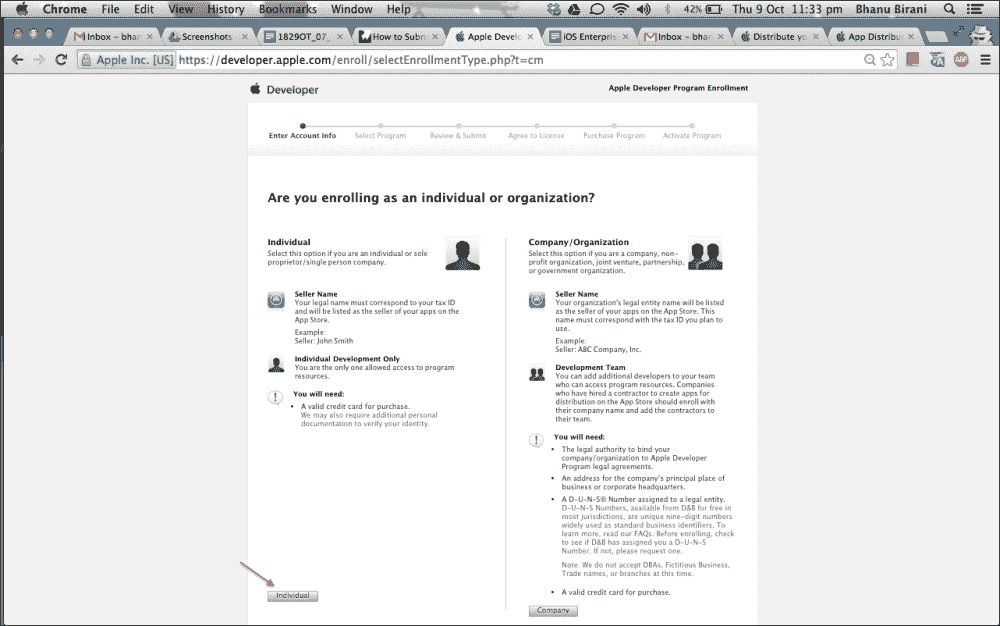 Chrome File Edit View History Bookmarks Window Help 42% Thu 9 Oct 11:33 pm Bhanu Birani
Inbox ~ bhar Screenshots 1829OT_07_ How to Subm Apple Develo iOS Enterpris Inbox ~ bhar Distribute yo App Distribu
Apple Inc. [US] https://developer.apple.com/enroll/selectEnrollmentType.php?t=cm ABP
Developer
Apple Developer Program Enrollment
Enter Account Info Select Program Review & Submit Agree to License Purchase Program Activate Program
Are you enrolling as an individual or organization?
Individual
Select this option if you are an individual or sole
proprietor/single person company.
Seller Name
Your legal name must correspond to your tax ID
and will be listed as the seller of your apps on the
App Store.
Example:
Seller: John Smith
Individual Development Only
You are the only one allowed access to program
resources.
You will need:
• A valid credit card for purchase.
We may also require additional personal
documentation to verify your identity.
Individual
Company/Organization
Select this option if you are a company, non-
profit organization, joint venture, partnership,
or government organization.
Seller Name
Your organization's legal entity name will be listed
as the seller of your apps on the App Store. This
name must correspond with the tax ID you plan to
use.
Example:
Seller: ABC Company, Inc.
Development Team
You can add additional developers to your team
who can access program resources. Companies
who have hired a contractor to create apps for
distribution on the App Store should enroll with
their company name and add the contractors to
their team.
You will need:
• The legal authority to bind your
company/organization to Apple Developer
Program legal agreements.
• An address for the company's principal place of
business or corporate headquarters.
• A D-U-N-S® Number assigned to a legal entity.
D-U-N-S Numbers, available from D&B for free in
most jurisdictions, are unique nine-digit numbers
widely used as standard business identifiers. To
learn more, read our FAQs. Before enrolling, check
to see if D&B has assigned you a D-U-N-S
Number. If not, please request one.
Note: We do not accept DBAs, Fictitious Business,
Trade names, or branches at this time.
• A valid credit card for purchase.
Company